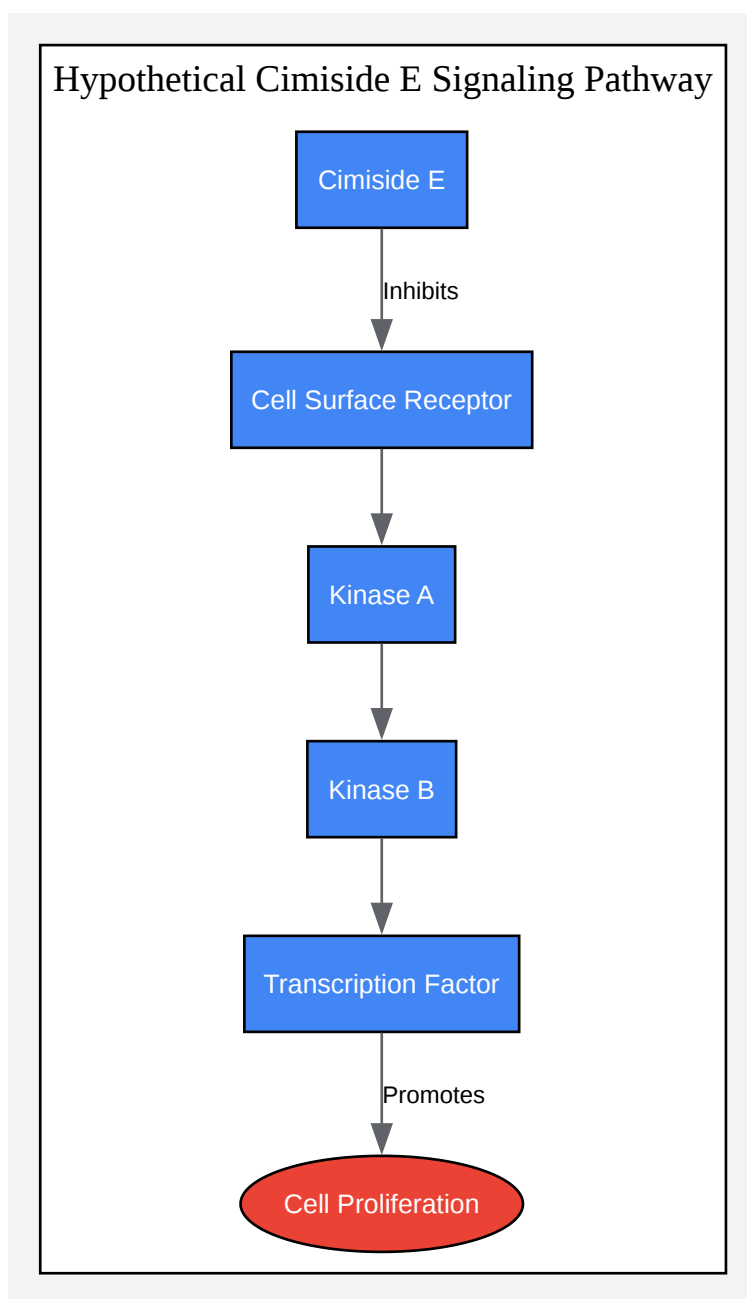 Hypothetical Cimiside E Signaling Pathway
Cimiside E
Inhibits
Cell Surface Receptor
Kinase A
Kinase B
Transcription Factor
Promotes
Cell Proliferation